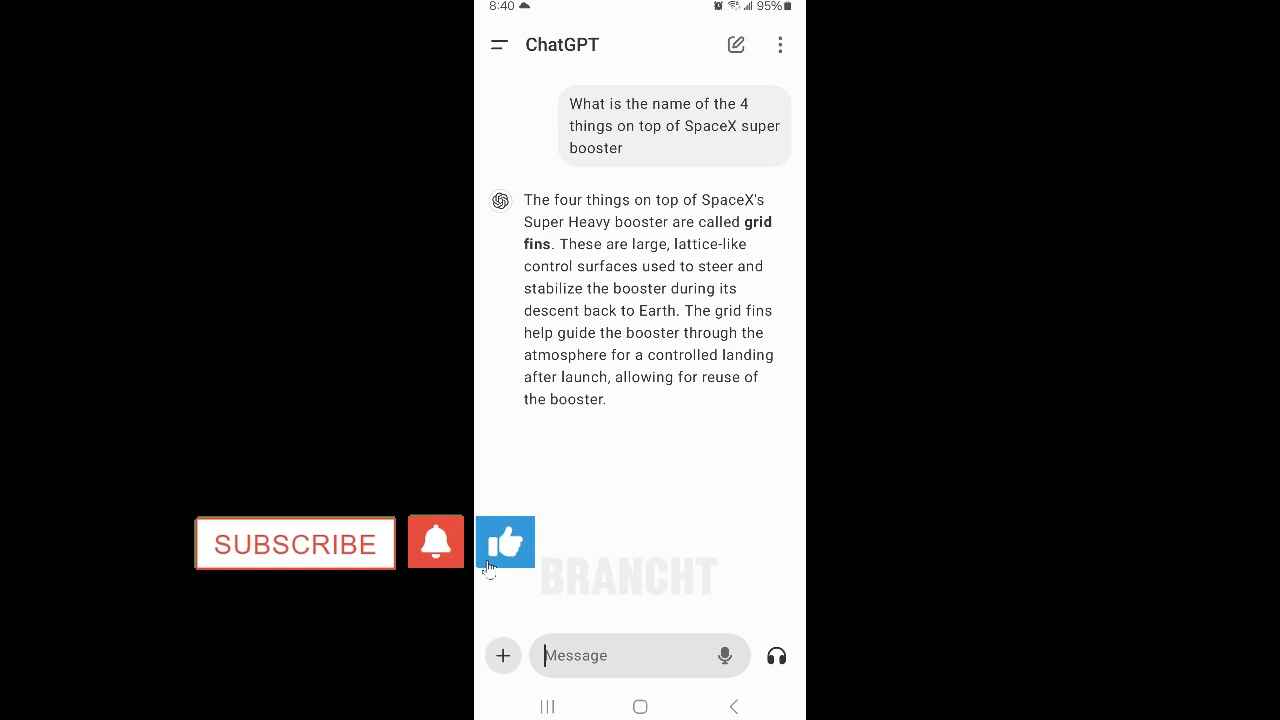 8:40
95%
ChatGPT
What is the name of the 4
things on top of SpaceX super
booster
The four things on top of SpaceX's
Super Heavy booster are called grid
fins. These are large, lattice-like
control surfaces used to steer and
stabilize the booster during its
descent back to Earth. The grid fins
help guide the booster through the
atmosphere for a controlled landing
after launch, allowing for reuse of
the booster.
SUBSCRIBE
BRANCHT
Message